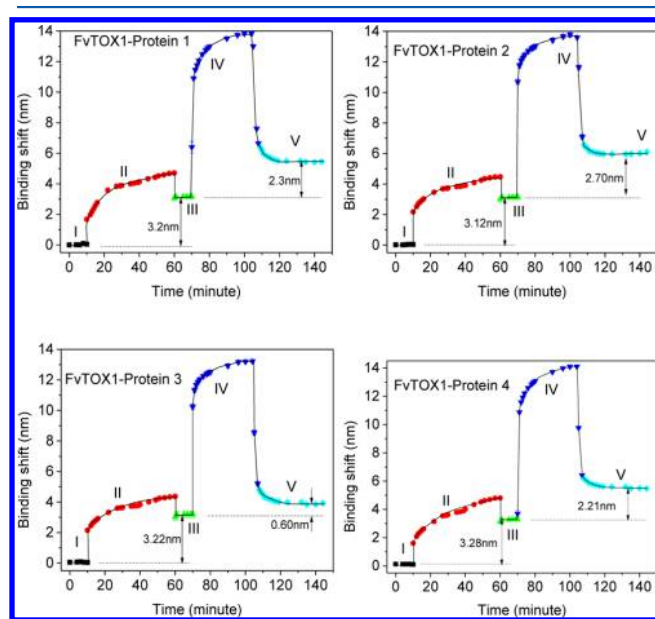 FvTOX1-Protein 1
Binding shift (nm)
14
12
10
8
6
4
2
0
I
II
III
IV
V
3.2nm
2.3nm
0 20 40 60 80 100 120 140
Time (minute)
FvTOX1-Protein 2
Binding shift (nm)
14
12
10
8
6
4
2
0
I
II
III
IV
V
3.12nm
2.70nm
0 20 40 60 80 100 120 140
Time (minute)
FvTOX1-Protein 3
Binding shift (nm)
14
12
10
8
6
4
2
0
I
II
III
IV
V
3.22nm
0.60nm
0 20 40 60 80 100 120 140
Time (minute)
FvTOX1-Protein 4
Binding shift (nm)
14
12
10
8
6
4
2
0
I
II
III
IV
V
3.28nm
2.21nm
0 20 40 60 80 100 120 140
Time (minute)